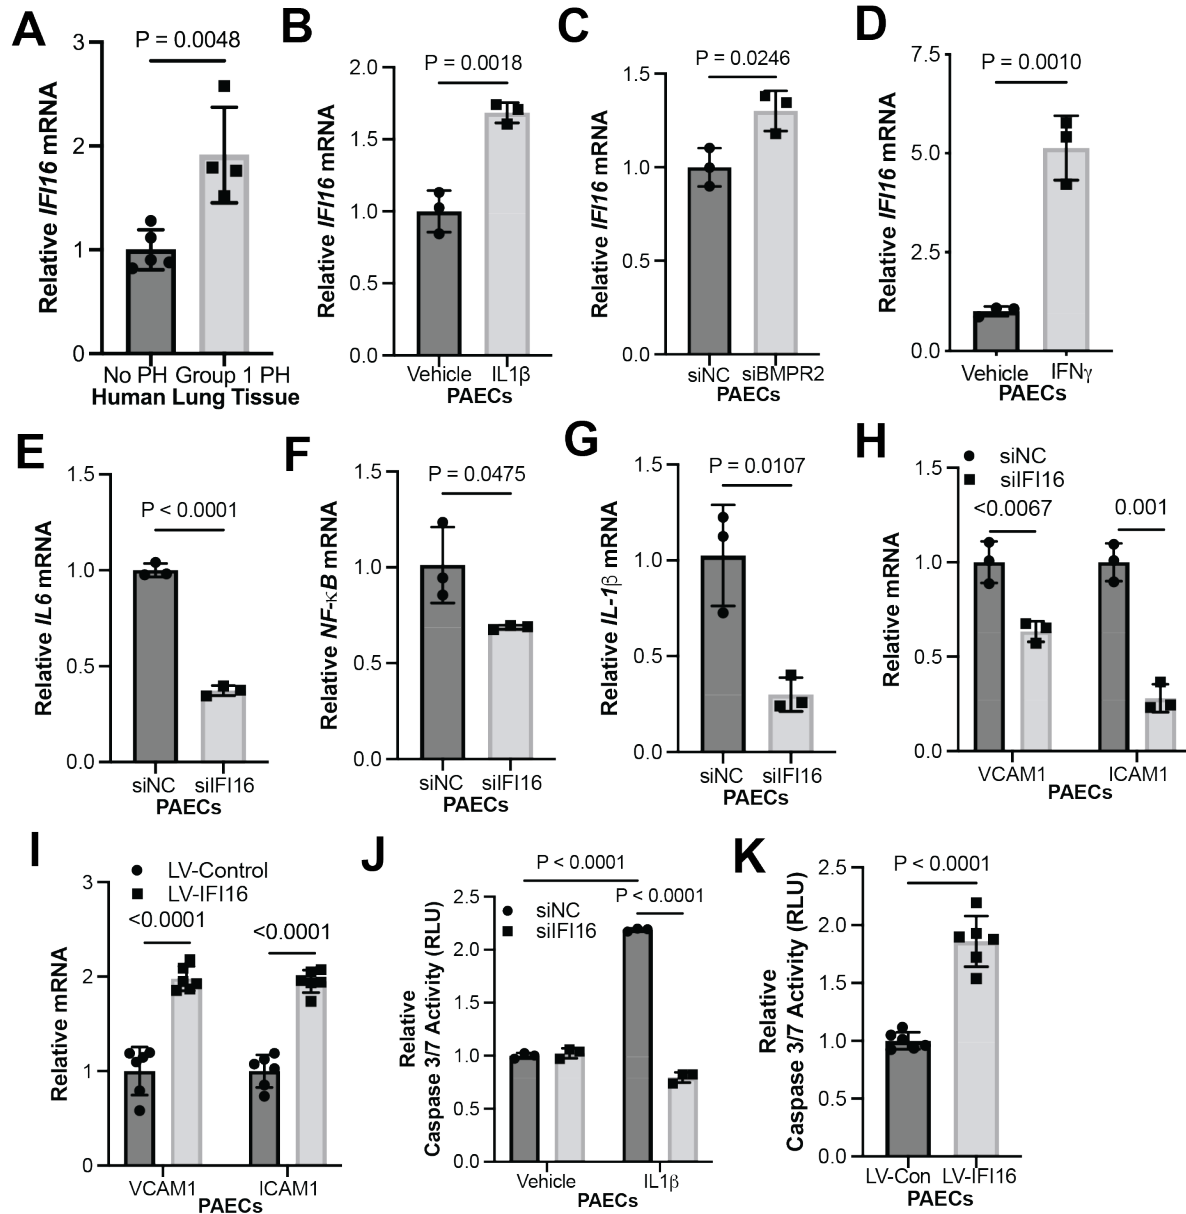 A
Relative IFI16 mRNA
3
2
1
0
P = 0.0048
No PH Group 1 PH
Human Lung Tissue
B
Relative IFI16 mRNA
2.0
1.5
1.0
0.5
0.0
P = 0.0018
Vehicle IL1β
PAECs
C
Relative IFI16 mRNA
1.5
1.0
0.5
0.0
P = 0.0246
siNC siBMPR2
PAECs
D
Relative IFI16 mRNA
7.5
5.0
2.5
0.0
P = 0.0010
Vehicle IFNγ
PAECs
E
Relative IL6 mRNA
1.5
1.0
0.5
0.0
P < 0.0001
siNC siIFI16
PAECs
F
Relative NF-κB mRNA
1.5
1.0
0.5
0.0
P = 0.0475
siNC siIFI16
PAECs
G
Relative IL-1β mRNA
1.5
1.0
0.5
0.0
P = 0.0107
siNC siIFI16
PAECs
H
siNC
siIFI16
Relative mRNA
1.5
1.0
0.5
0.0
<0.0067 0.001
VCAM1 ICAM1
PAECs
I
LV-Control
LV-IFI16
Relative mRNA
3
2
1
0
<0.0001
<0.0001
VCAM1 ICAM1
PAECs
J
Relative
Caspase 3/7 Activity (RLU)
2.5
2.0
1.5
1.0
0.5
0.0
P < 0.0001
P < 0.0001
siNC
siIFI16
Vehicle IL1β
PAECs
K
Relative
Caspase 3/7 Activity (RLU)
2.5
2.0
1.5
1.0
0.5
0.0
P < 0.0001
LV-Con LV-IFI16
PAECs